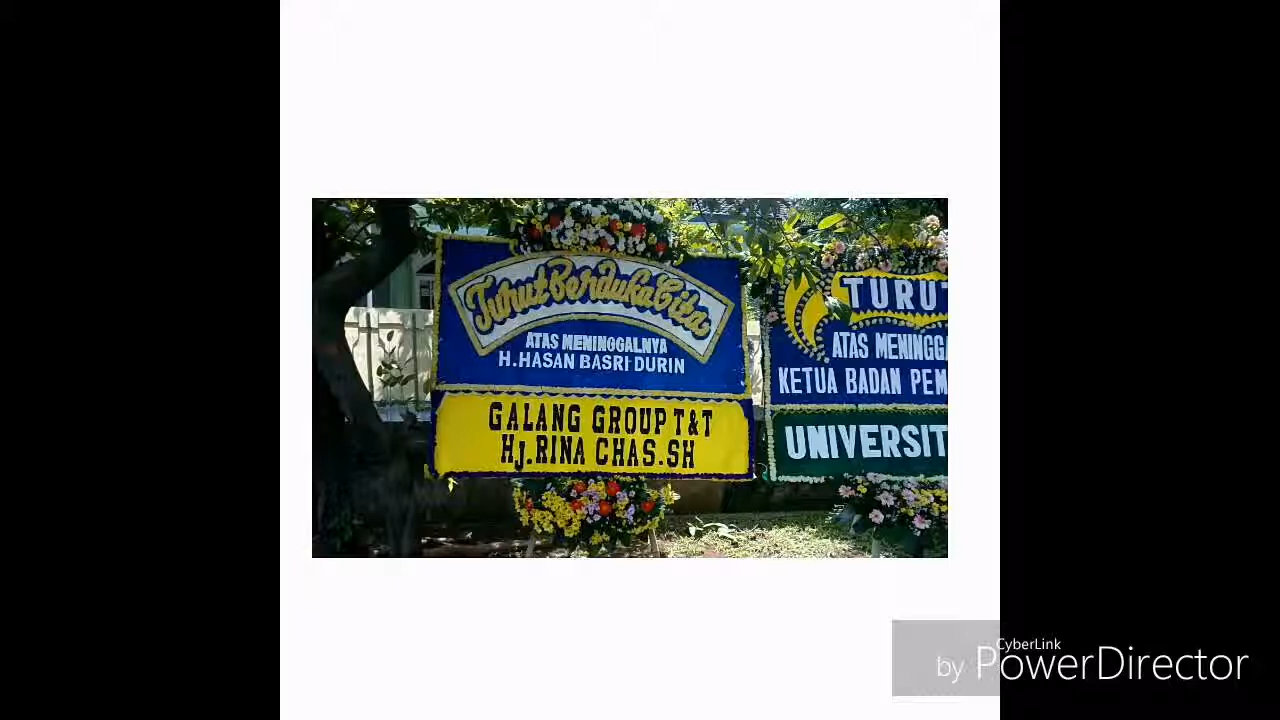 Turut Berduka Cita
ATAS MENINGGALNYA
H.HASAN BASRI DURIN
GALANG GROUP T&T
Hj.RINA CHAS.SH
TURUT
ATAS MENINGGA
KETUA BADAN PEM
UNIVERSIT
CyberLink
by PowerDirector